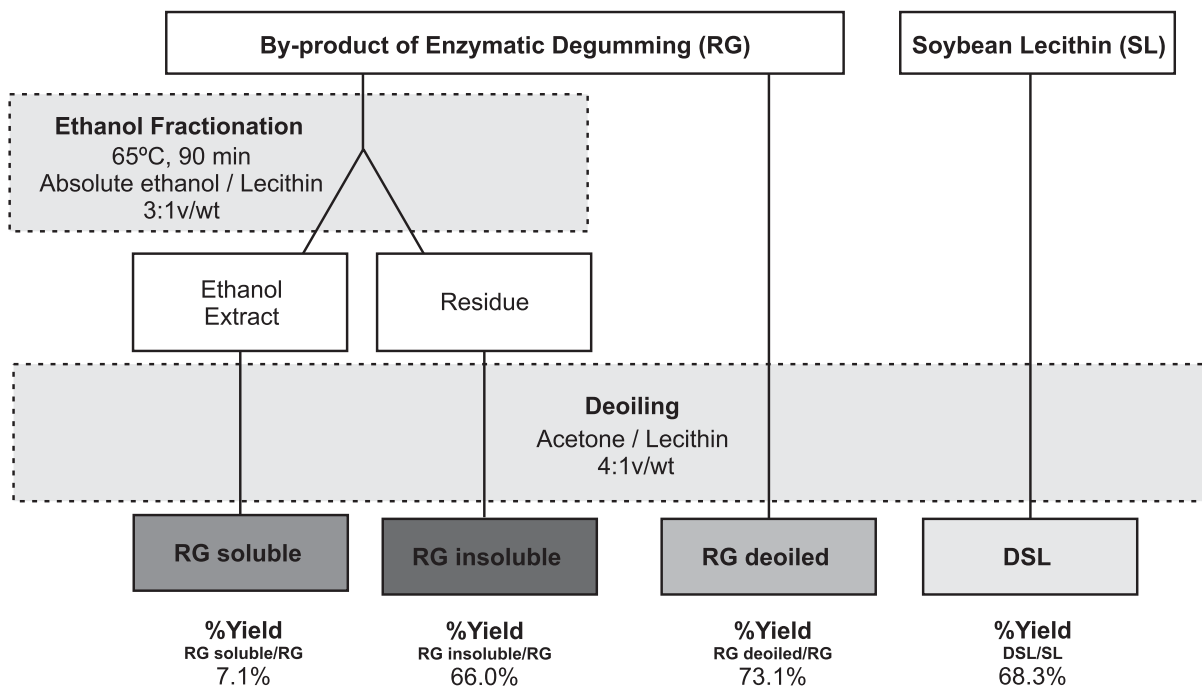 By-product of Enzymatic Degumming (RG)
Soybean Lecithin (SL)
Ethanol Fractionation
65ºC, 90 min
Absolute ethanol / Lecithin
3:1v/wt
Ethanol
Extract
Residue
Deoiling
Acetone / Lecithin
4:1v/wt
RG soluble
RG insoluble
RG deoiled
DSL
%Yield
RG soluble/RG
7.1%
%Yield
RG insoluble/RG
66.0%
%Yield
RG deoiled/RG
73.1%
%Yield
DSL/SL
68.3%